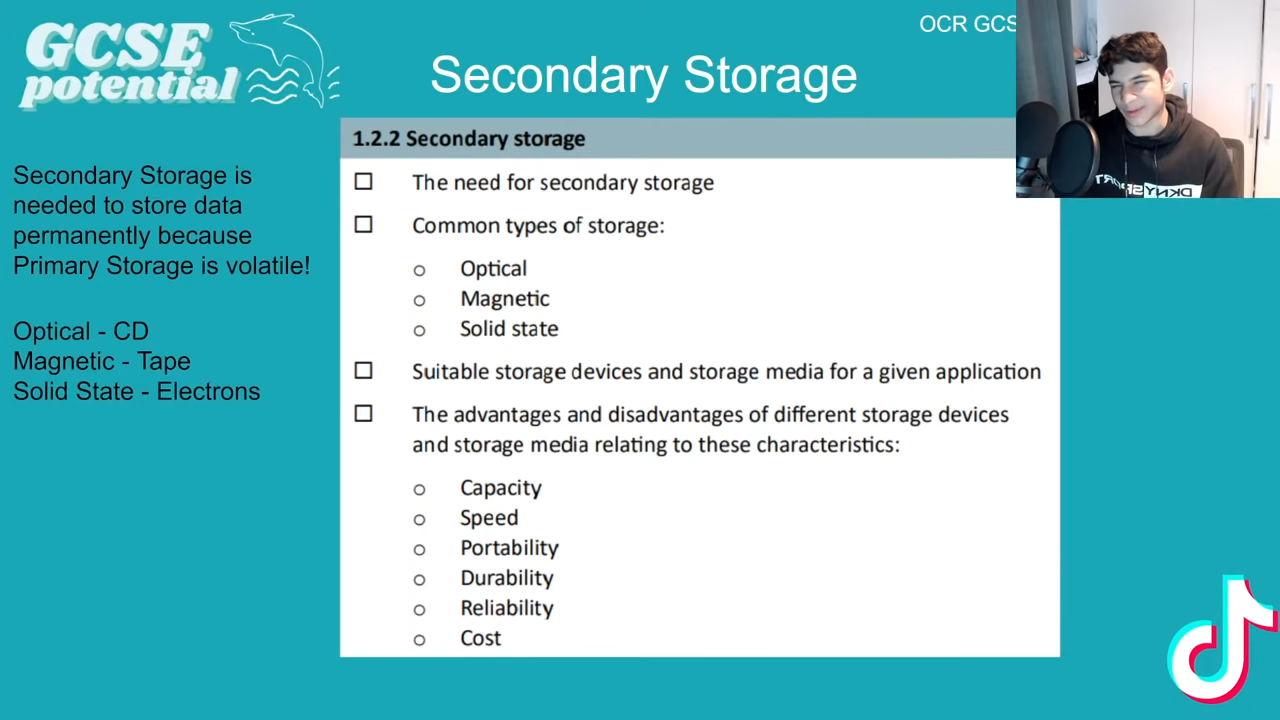 GCSE
potential
OCR GCS
Secondary Storage
Secondary Storage is
needed to store data
permanently because
Primary Storage is volatile!
Optical - CD
Magnetic - Tape
Solid State - Electrons
1.2.2 Secondary storage
The need for secondary storage
Common types of storage:
Optical
Magnetic
Solid state
Suitable storage devices and storage media for a given application
The advantages and disadvantages of different storage devices
and storage media relating to these characteristics:
Capacity
Speed
Portability
Durability
Reliability
Cost
DKNY